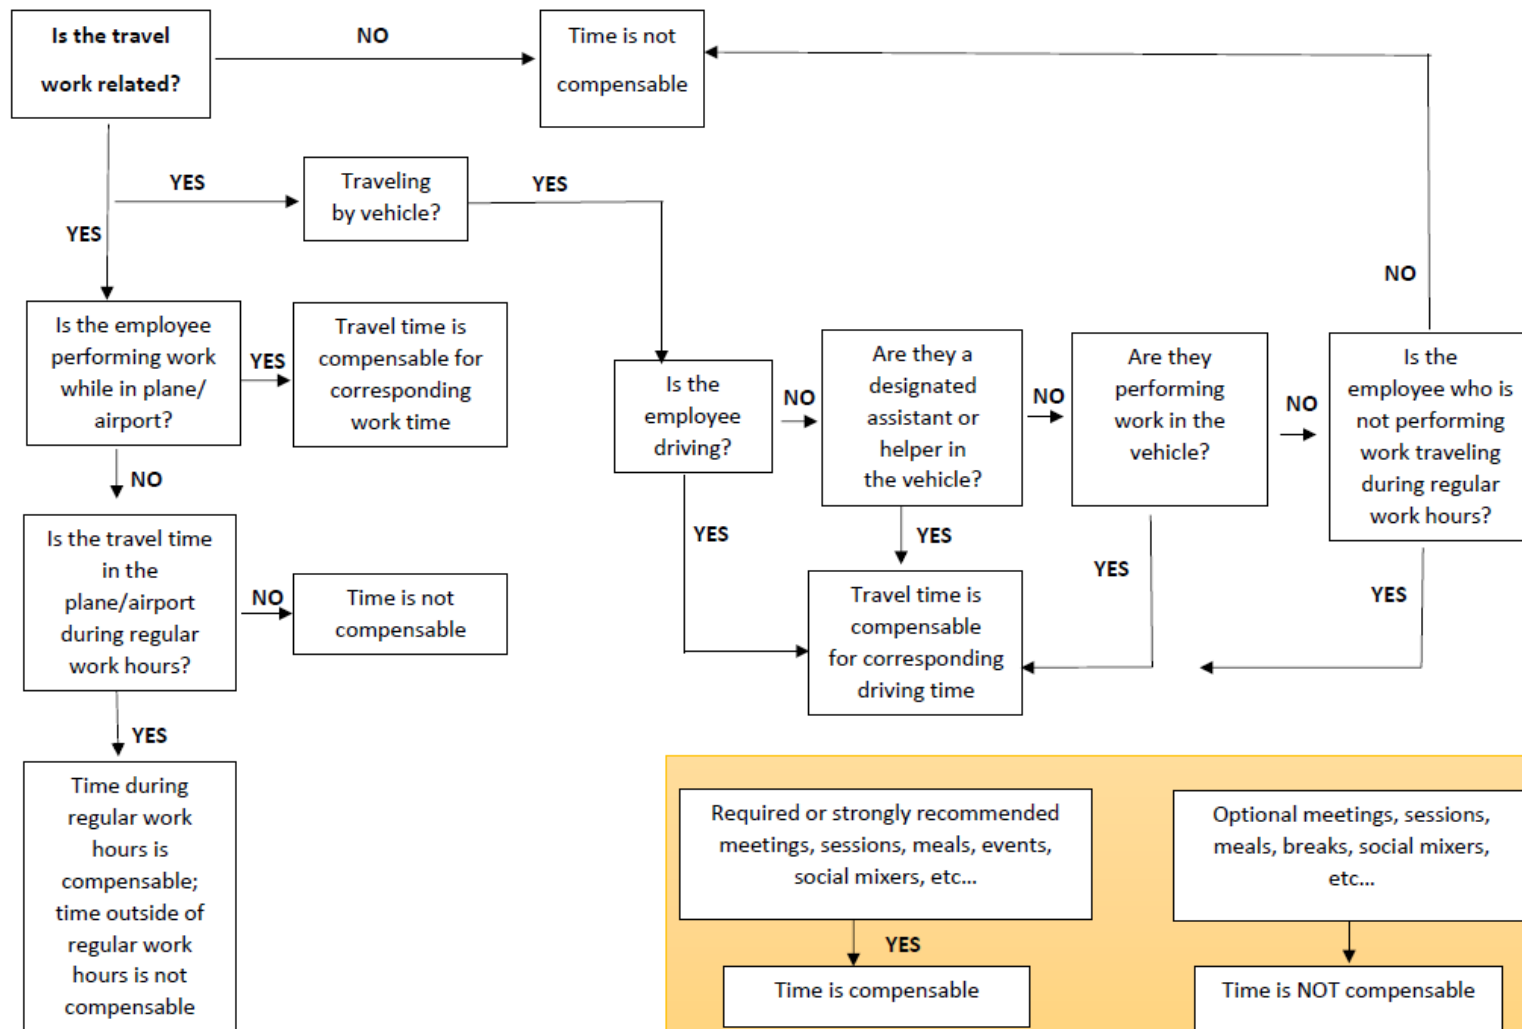 Is the travel
work related?
NO
Time is not
compensable
YES
Traveling
by vehicle?
YES
YES
NO
Is the employee
performing work
while in plane/
airport?
YES
Travel time is
compensable for
corresponding
work time
Is the
employee
driving?
NO
Are they a
designated
assistant or
helper in
the vehicle?
NO
Are they
performing
work in the
vehicle?
NO
Is the
employee who is
not performing
work traveling
during regular
work hours?
NO
Is the travel time
in the
plane/airport
during regular
work hours?
NO
Time is not
compensable
YES
YES
YES
YES
Travel time is
compensable
for corresponding
driving time
YES
Time during
regular work
hours is
compensable;
time outside of
regular work
hours is not
compensable
Required or strongly recommended
meetings, sessions, meals, events,
social mixers, etc...
YES
Time is compensable
Optional meetings, sessions,
meals, breaks, social mixers,
etc...
Time is NOT compensable